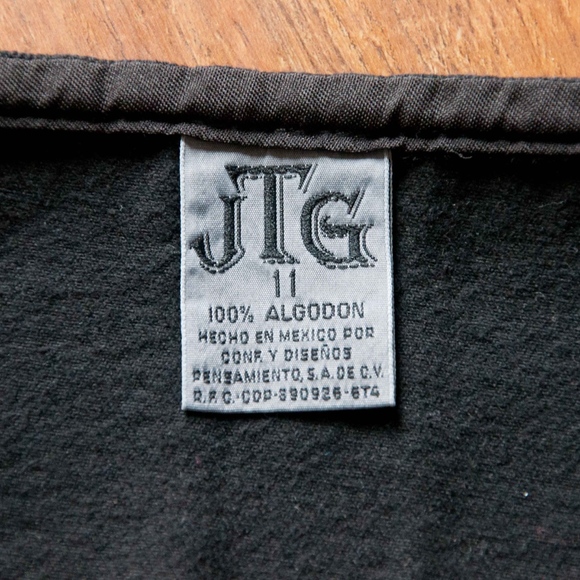 JTG
11
100% ALGODON
HECHO EN MEXICO POR
CONF. Y DISEÑOS
PENSAMIENTO, S.A. DE C.V.
R.F.C.-CDP-890926-6T4